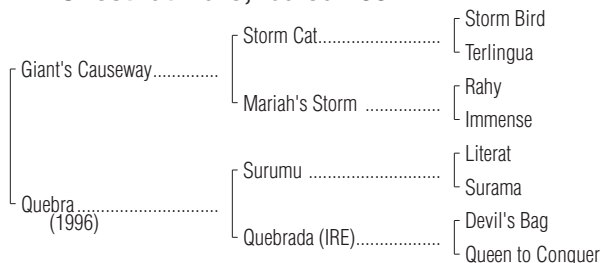 Storm Bird
Storm Cat........................
Terlingua
Giant's Causeway.............
Rahy
Mariah's Storm ...............
Immense
Literat
Surumu ..........................
Surama
Quebra............................
(1996)
Devil's Bag
Quebrada (IRE)................
Queen to Conquer